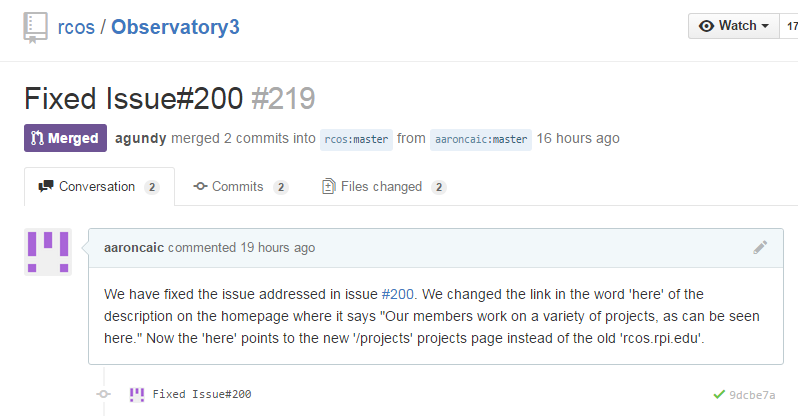 rcos / Observatory3
Watch
17
Fixed Issue#200 #219
Merged agundy merged 2 commits into rcos:master from aaroncaic:master 16 hours ago
Conversation 2 Commits 2 Files changed 2
aaroncaic commented 19 hours ago
We have fixed the issue addressed in issue #200. We changed the link in the word 'here' of the
description on the homepage where it says "Our members work on a variety of projects, as can be seen
here." Now the 'here' points to the new '/projects' projects page instead of the old 'rcos.rpi.edu'.
Fixed Issue#200 9dcbe7a